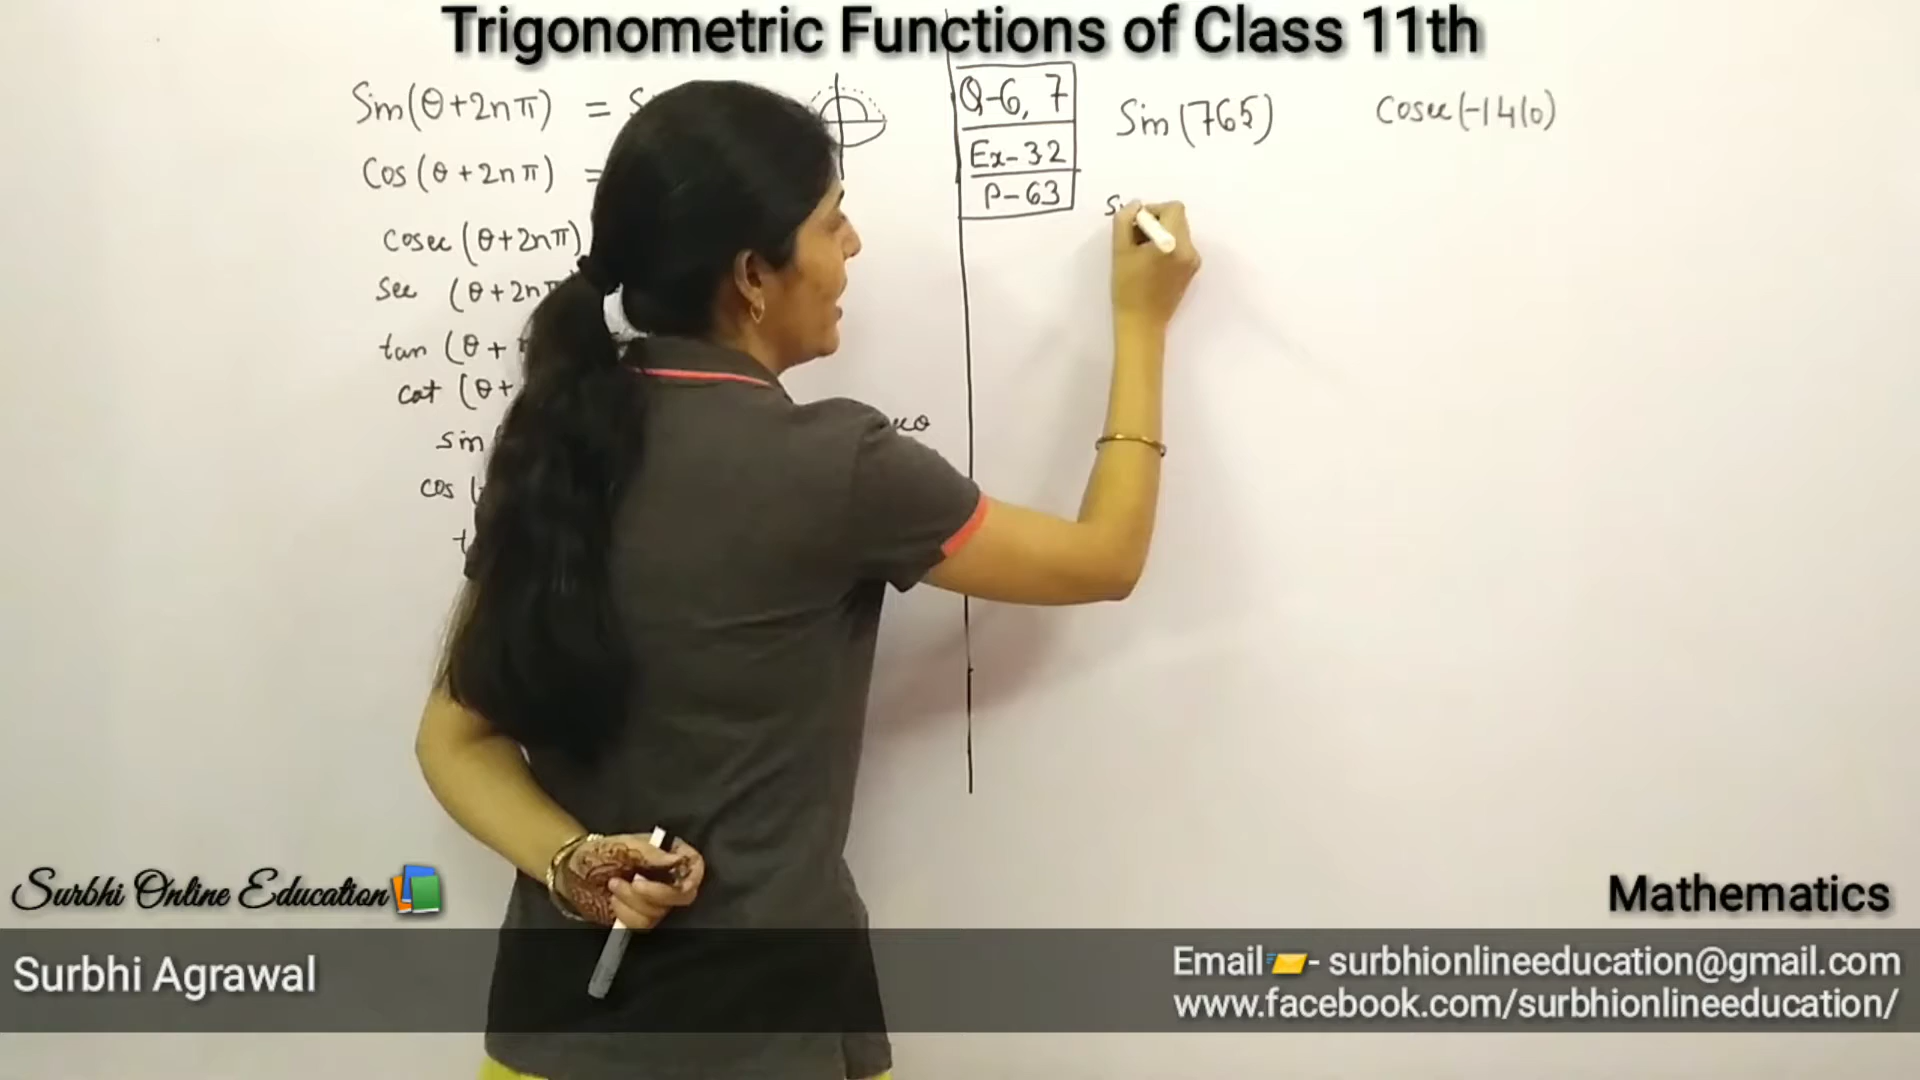 Trigonometric Functions of Class 11th
Sin(θ+2nπ) = S
Cos(θ+2nπ) =
Cosec(θ+2nπ)
Sec (θ+2nπ
tan (θ+
cot (θ+
sin
cos (
t
Q-6, 7
Ex-32
P-63
Sin(765)
Cosec(-1410)
Surbhi Online Education
Mathematics
Surbhi Agrawal
Email - surbhionlineeducation@gmail.com
www.facebook.com/surbhionlineeducation/